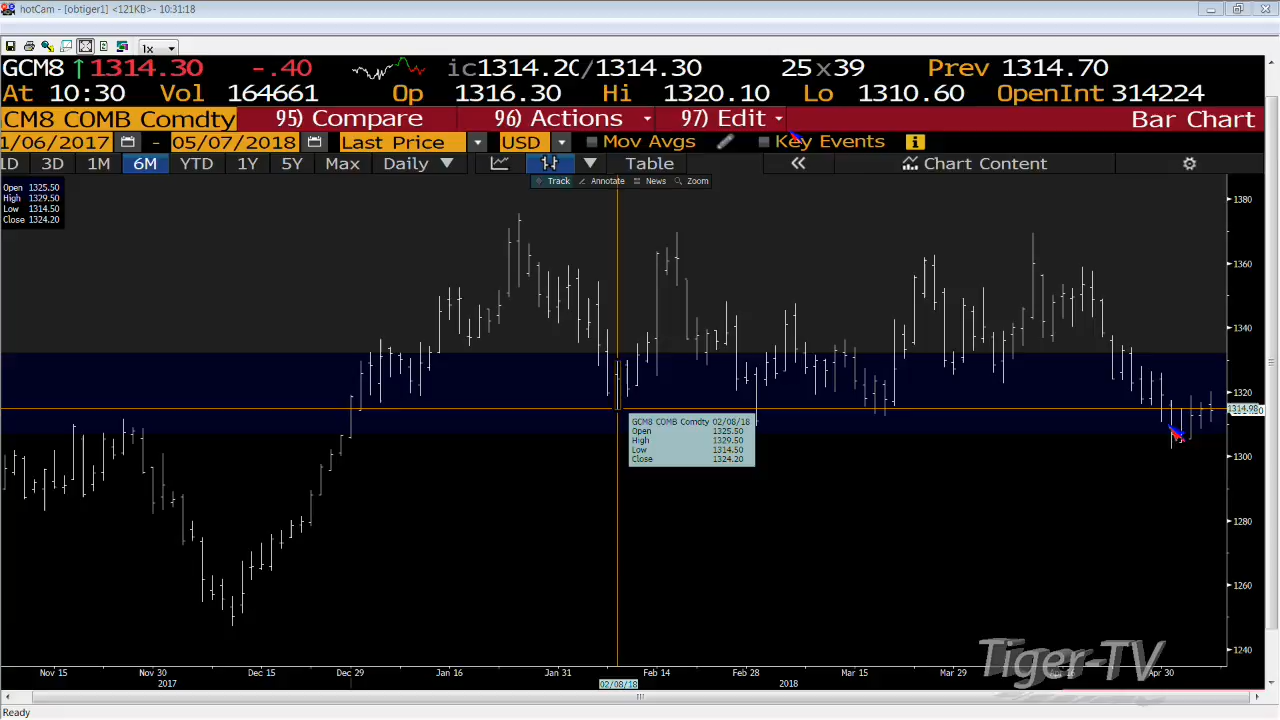 hotCam - [obtiger1] <121KB>- 10:31:18
1x
GCM8 ↑1314.30 -.40 ic1314.20/1314.30 25x39 Prev 1314.70
At 10:30 Vol 164661 Op 1316.30 Hi 1320.10 Lo 1310.60 OpenInt 314224
CM8 COMB Comdty 95) Compare 96) Actions 97) Edit Bar Chart
1/06/2017 - 05/07/2018 Last Price USD Mov Avgs Key Events i
1D 3D 1M 6M YTD 1Y 5Y Max Daily Table « Chart Content
Track Annotate News Zoom
Open 1325.50
High 1329.50
Low 1314.50
Close 1324.20
1380
1360
1340
1320
1314.98
1300
1280
1260
1240
GCM8 COMB Comdty 02/08/18
Open 1325.50
High 1329.50
Low 1314.50
Close 1324.20
Tiger-TV
Nov 15 Nov 30 Dec 15 Dec 29 Jan 16 Jan 31 Feb 14 Feb 28 Mar 15 Mar 29 Apr 30
2017 02/08/18 2018
Ready